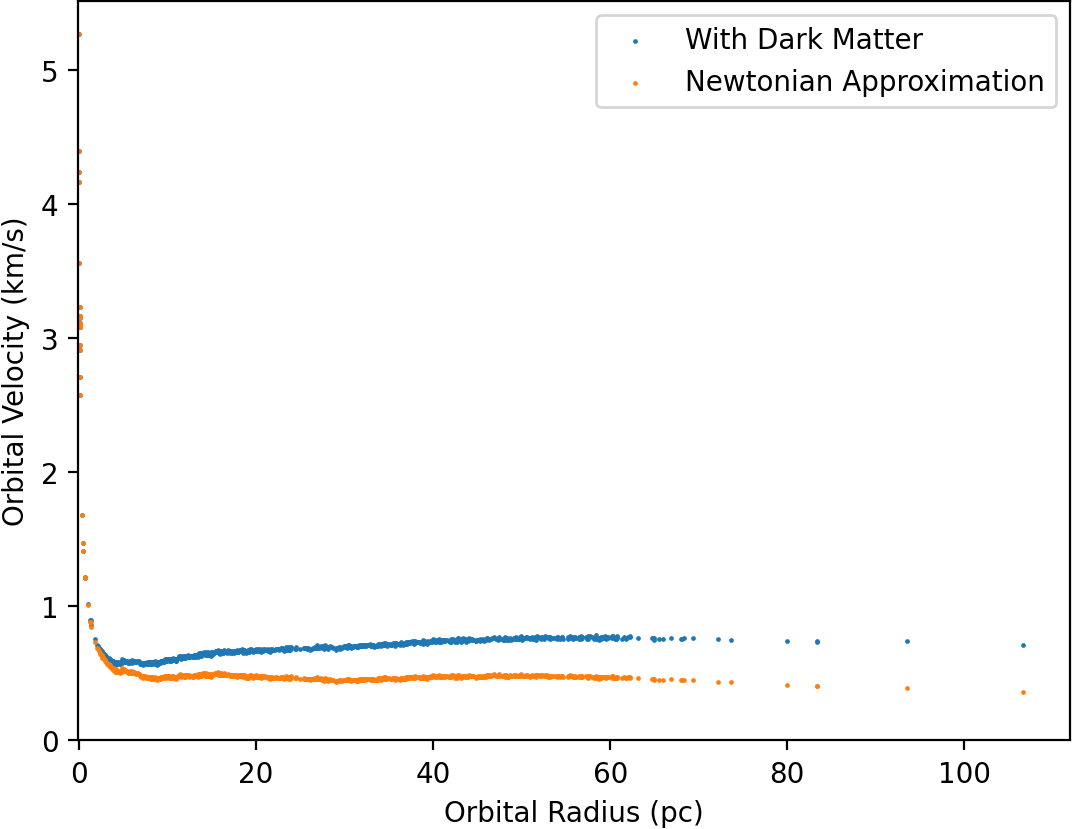 With Dark Matter
Newtonian Approximation
5
4
3
2
1
0
Orbital Velocity (km/s)
0 20 40 60 80 100
Orbital Radius (pc)